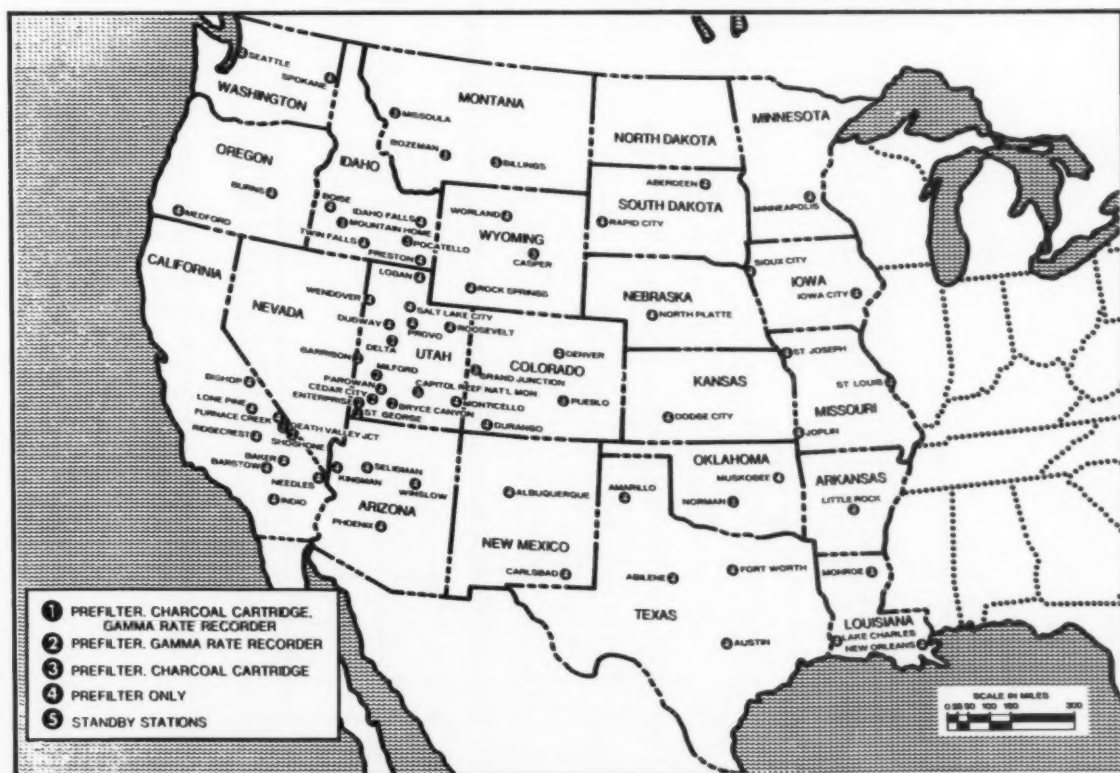 SEATTLE
SPOKANE
WASHINGTON
MONTANA
MISSOULA
BOZEMAN
BILLINGS
NORTH DAKOTA
MINNESOTA
MINNEAPOLIS
OREGON
BURNS
MEDFORD
IDAHO
BOISE
IDAHO FALLS
MOUNTAIN HOME
TWIN FALLS
POCATELLO
PRESTON
WORLAND
WYOMING
CASPER
ROCK SPRINGS
ABERDEEN
SOUTH DAKOTA
RAPID CITY
SIOUX CITY
IOWA
IOWA CITY
NEBRASKA
NORTH PLATTE
CALIFORNIA
NEVADA
LOGAN
WENDOVER
SALT LAKE CITY
DUGWAY
PROVO
ROOSEVELT
DELTA
UTAH
GARRISON
MILFORD
PAROWAN
CAPITOL REEF NAT'L MON
CEDAR CITY
ENTERPRISE
BRYCE CANYON
MONTICELLO
ST GEORGE
DENVER
COLORADO
GRAND JUNCTION
PUEBLO
DURANGO
KANSAS
DODGE CITY
ST JOSEPH
ST LOUIS
MISSOURI
JOPLIN
BISHOP
LONE PINE
FURNACE CREEK
DEATH VALLEY JCT
RIDGECREST
SHOSHONE
BAKER
BARSTOW
NEEDLES
INDIO
SELIGMAN
KINGMAN
WINSLOW
ARIZONA
PHOENIX
ALBUQUERQUE
NEW MEXICO
CARLSBAD
AMARILLO
OKLAHOMA
MUSKOGEE
NORMAN
ARKANSAS
LITTLE ROCK
ABILENE
FORT WORTH
TEXAS
AUSTIN
MONROE
LOUISIANA
LAKE CHARLES
NEW ORLEANS
1 PREFILTER. CHARCOAL CARTRIDGE.
GAMMA RATE RECORDER
2 PREFILTER. GAMMA RATE RECORDER
3 PREFILTER. CHARCOAL CARTRIDGE
4 PREFILTER ONLY
5 STANDBY STATIONS
SCALE IN MILES
50 100 150 300